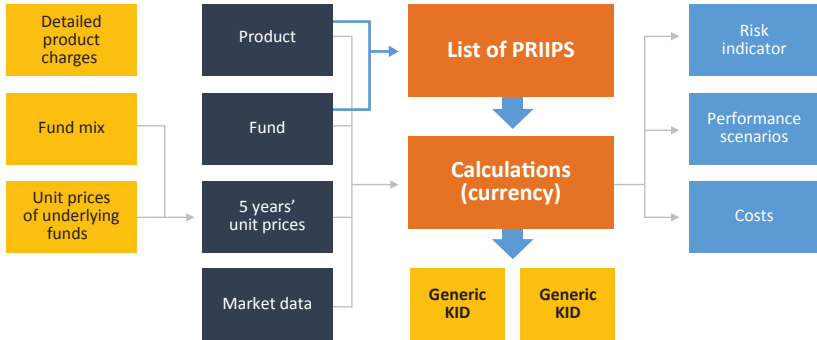 Detailed
product
charges
Fund mix
Unit prices
of underlying
funds
Product
Fund
5 years’
unit prices
Market data
List of PRIIPS
Calculations
(currency)
Generic
KID
Generic
KID
Risk
indicator
Performance
scenarios
Costs